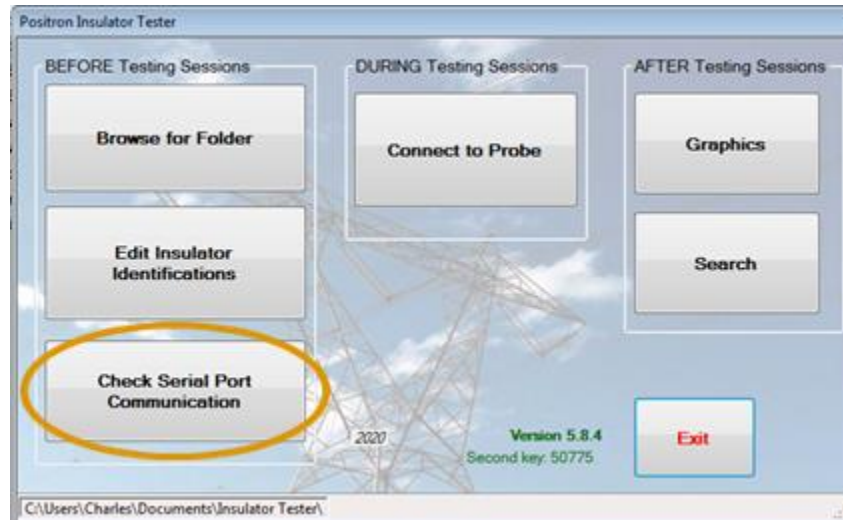 Positron Insulator Tester
BEFORE Testing Sessions
Browse for Folder
Edit Insulator
Identifications
Check Serial Port
Communication
DURING Testing Sessions
Connect to Probe
AFTER Testing Sessions
Graphics
Search
2020
Version 5.8.4
Second key: 50775
Exit
C:\Users\Charles\Documents\Insulator Tester\